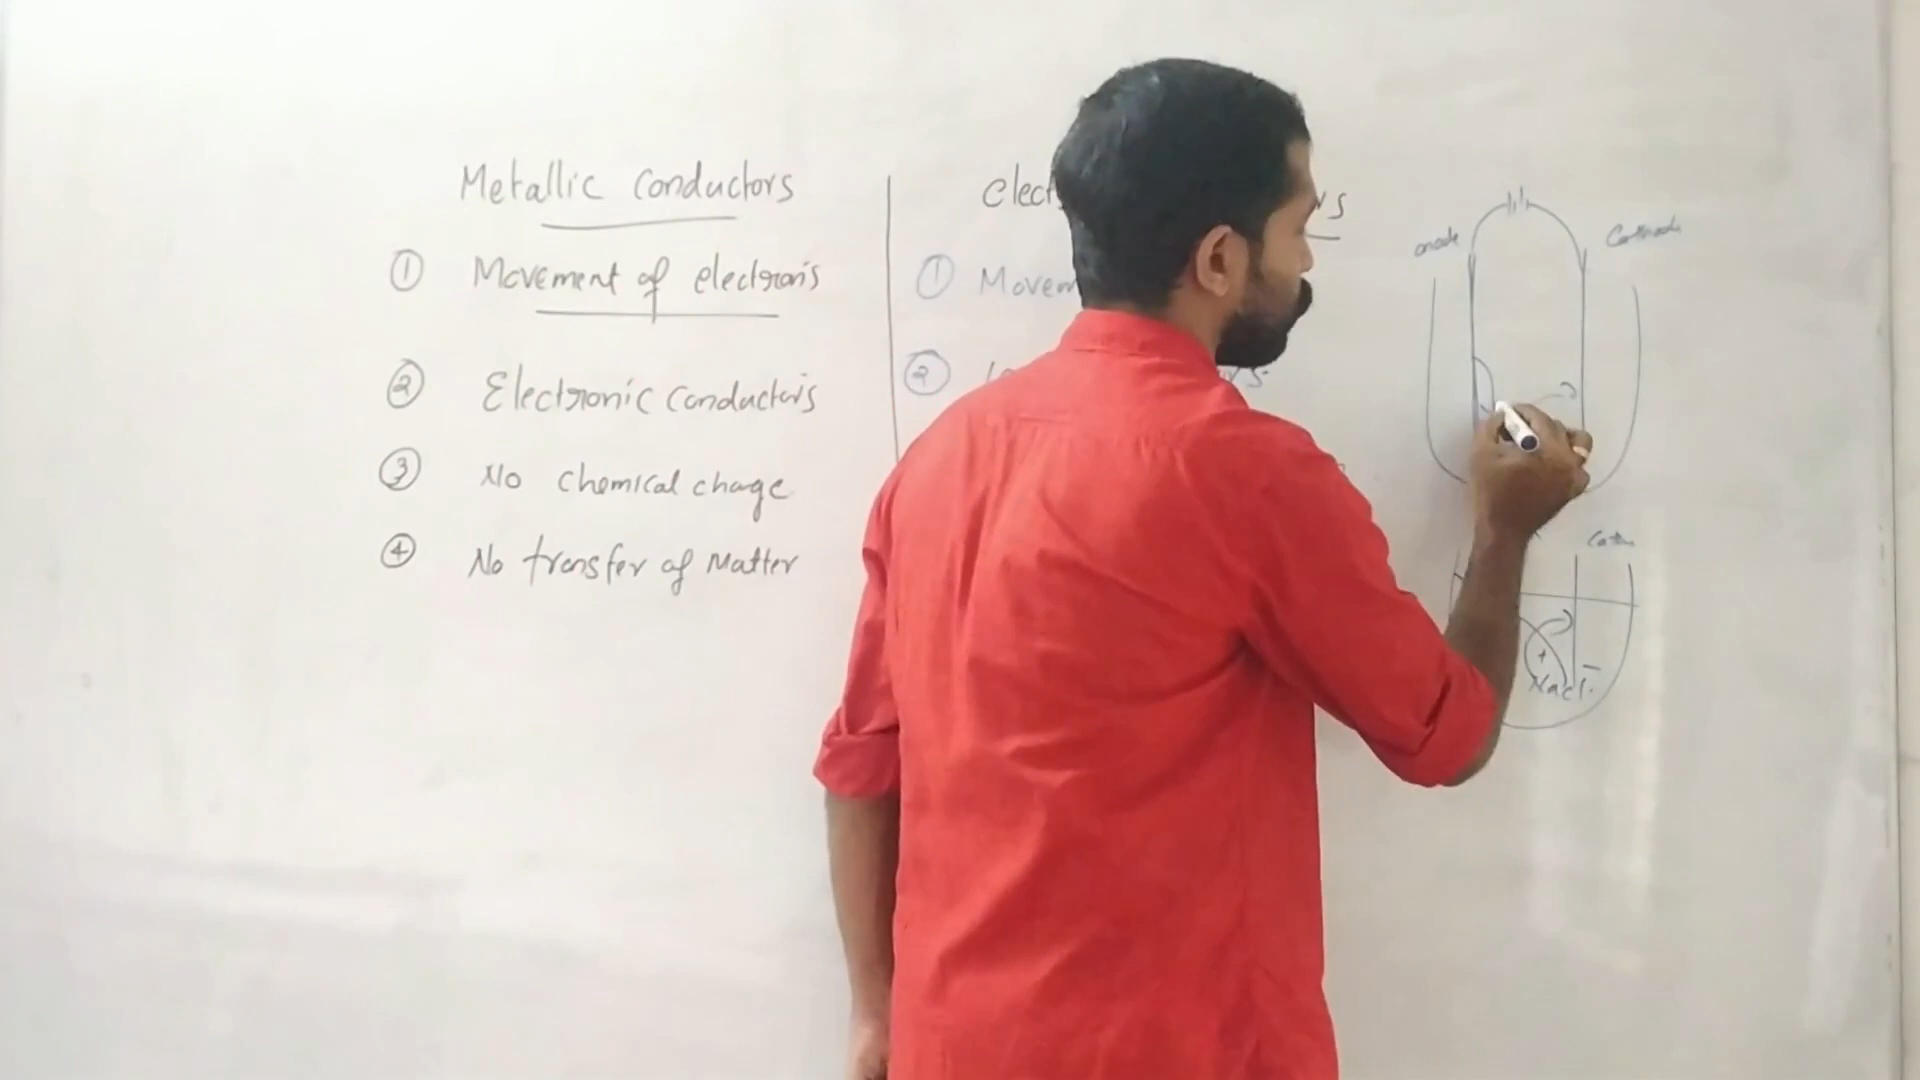 Metallic conductors
① Movement of electrons
② Electronic conductors
③ No chemical change
④ No transfer of Matter
①
②
anode
Cathode
+
NaCl-